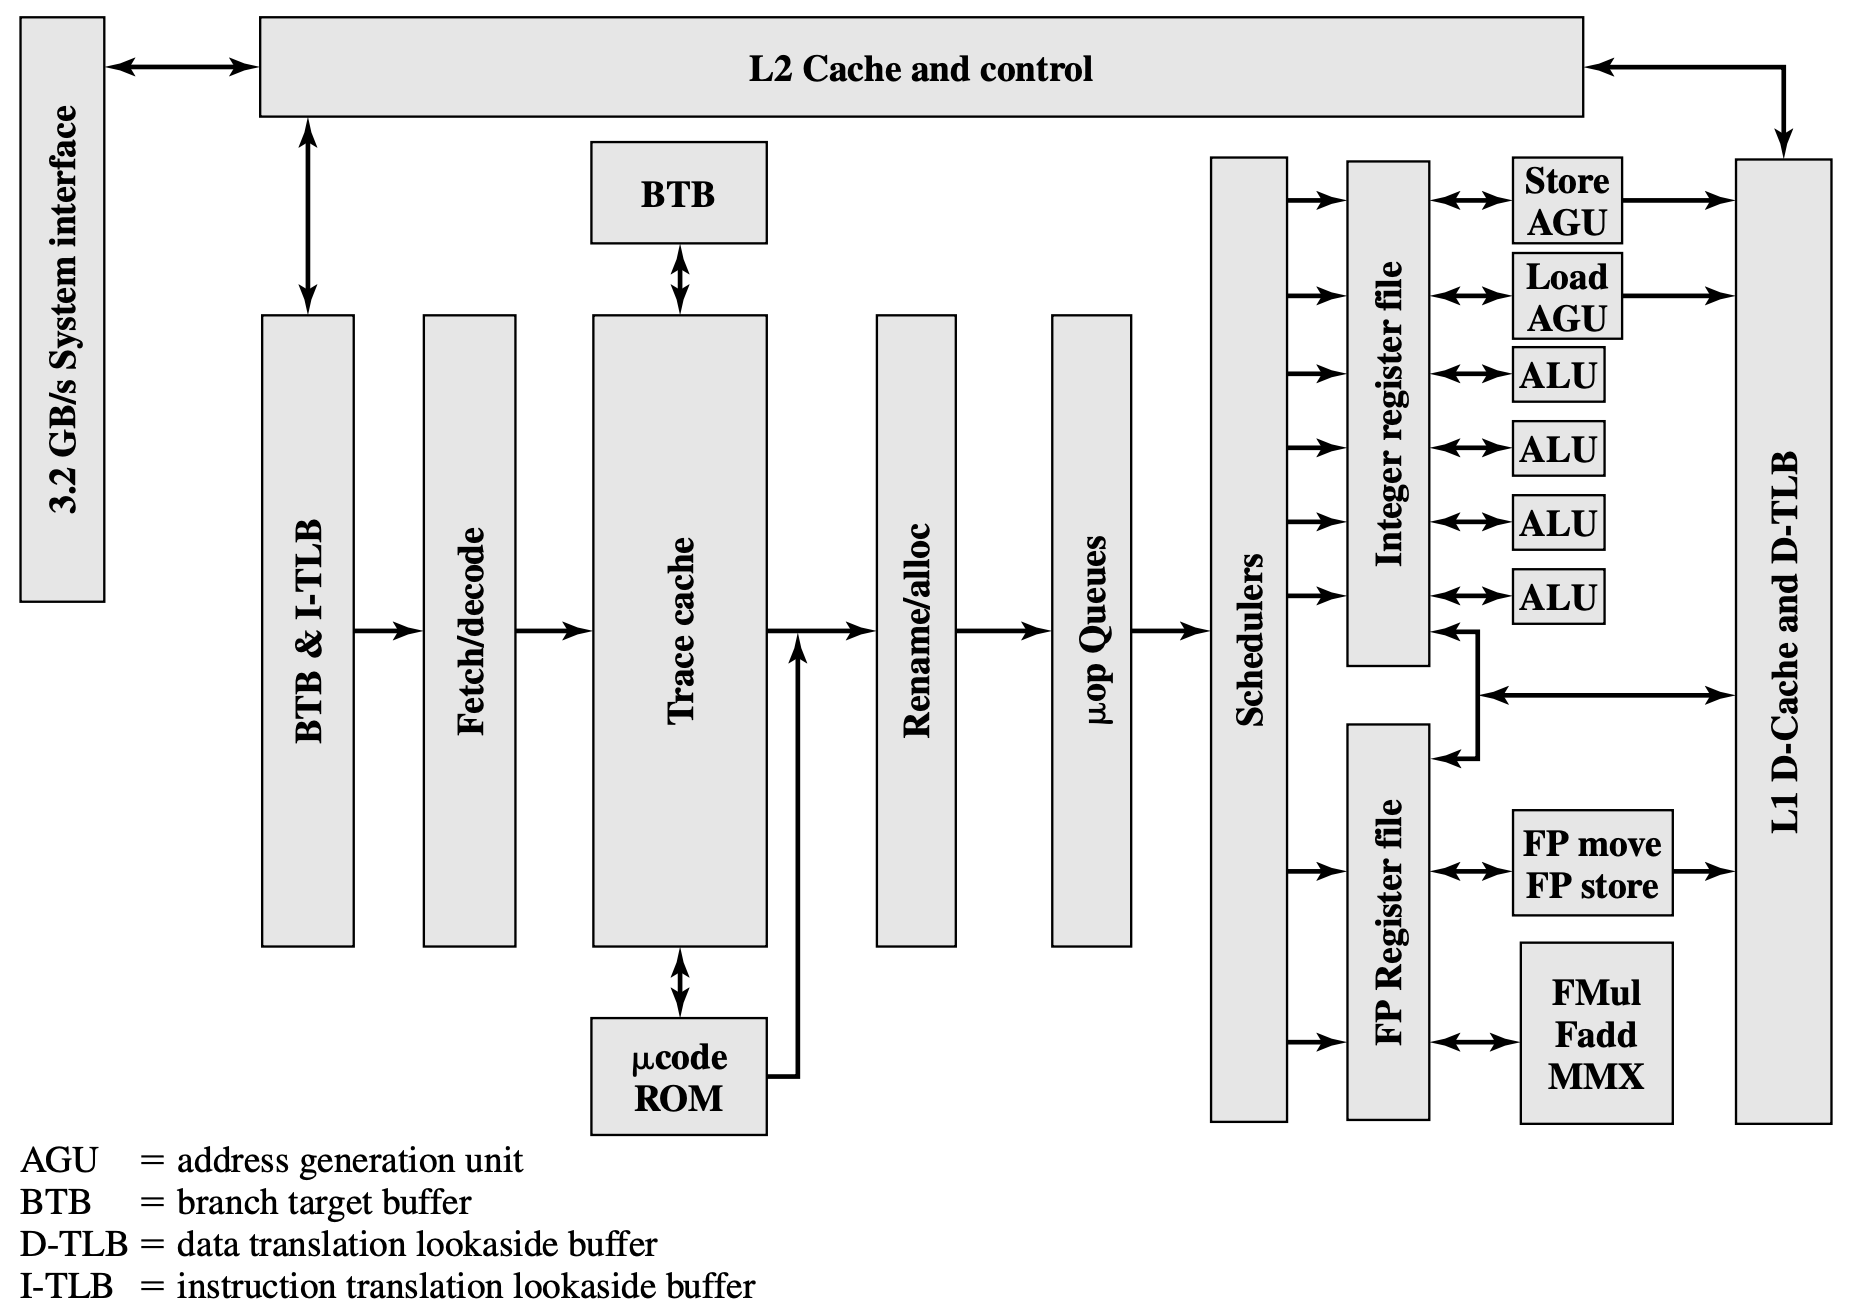 L2 Cache and control
3.2 GB/s System interface
BTB
BTB & I-TLB
Fetch/decode
Trace cache
μcode
ROM
Rename/alloc
μop Queues
Schedulers
Integer register file
FP Register file
Store
AGU
Load
AGU
ALU
ALU
ALU
ALU
FP move
FP store
FMul
Fadd
MMX
L1 D-Cache and D-TLB
AGU = address generation unit
BTB = branch target buffer
D-TLB = data translation lookaside buffer
I-TLB = instruction translation lookaside buffer